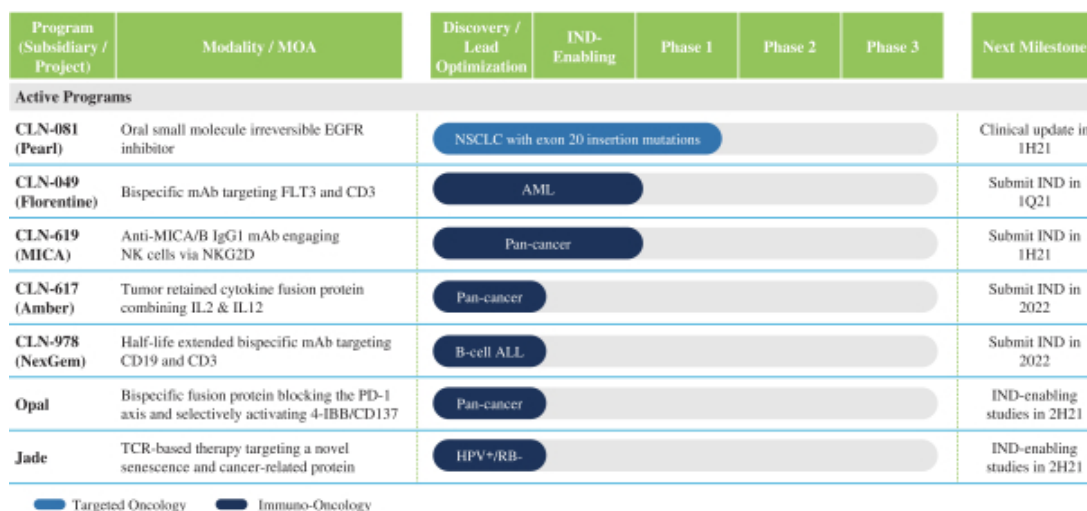 Program (Subsidiary / Project)
Modality / MOA
Discovery / Lead Optimization
IND-Enabling
Phase 1
Phase 2
Phase 3
Next Milestone
Active Programs
CLN-081 (Pearl)
Oral small molecule irreversible EGFR
inhibitor
NSCLC with exon 20 insertion mutations
Clinical update in
1H21
CLN-049 (Florentine)
Bispecific mAb targeting FLT3 and CD3
AML
Submit IND in
1Q21
CLN-619 (MICA)
Anti-MICA/B IgG1 mAb engaging
NK cells via NKG2D
Pan-cancer
Submit IND in
1H21
CLN-617 (Amber)
Tumor retained cytokine fusion protein
combining IL2 & IL12
Pan-cancer
Submit IND in
2022
CLN-978 (NexGem)
Half-life extended bispecific mAb targeting
CD19 and CD3
B-cell ALL
Submit IND in
2022
Opal
Bispecific fusion protein blocking the PD-1
axis and selectively activating 4-IBB/CD137
Pan-cancer
IND-enabling
studies in 2H21
Jade
TCR-based therapy targeting a novel
senescence and cancer-related protein
HPV+/RB-
IND-enabling
studies in 2H21
Targeted Oncology
Immuno-Oncology